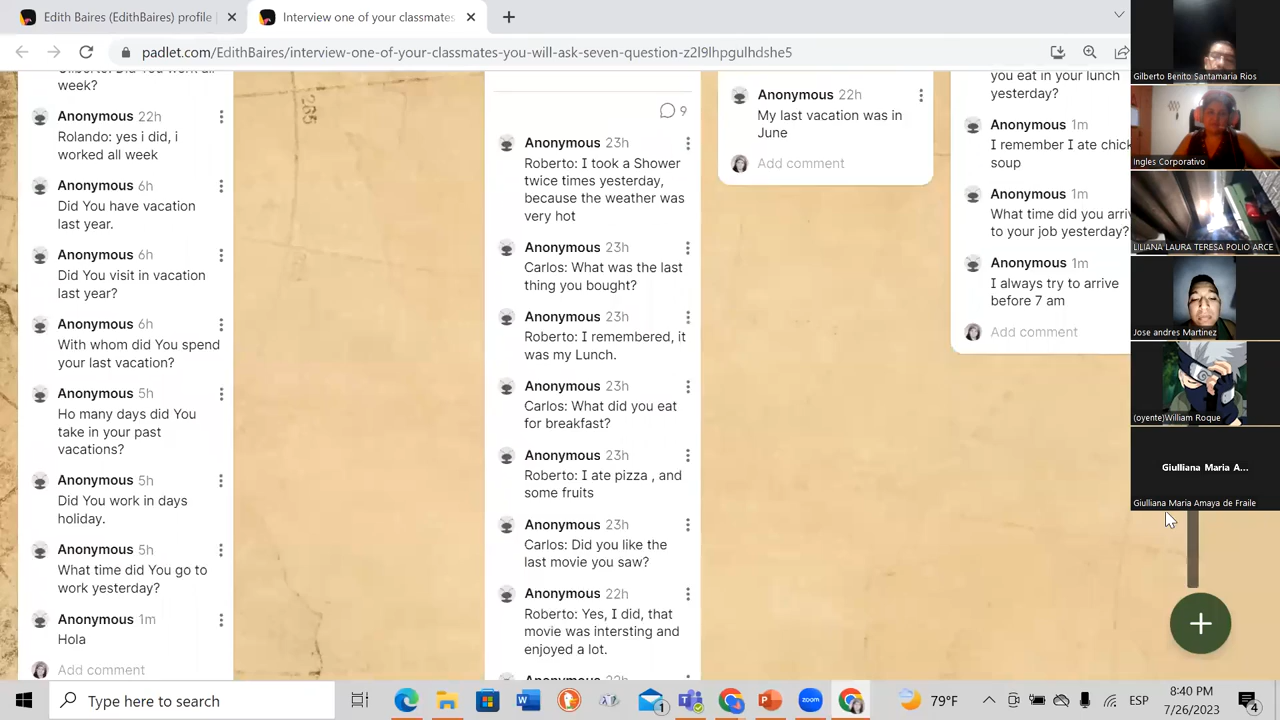 Edith Baires (EdithBaires) profile |
Interview one of your classmates
padlet.com/EdithBaires/interview-one-of-your-classmates-you-will-ask-seven-question-z2l9lhpgulhdshe5
week?
Anonymous 22h
Rolando: yes i did, i
worked all week
Anonymous 6h
Did You have vacation
last year.
Anonymous 6h
Did You visit in vacation
last year?
Anonymous 6h
With whom did You spend
your last vacation?
Anonymous 5h
Ho many days did You
take in your past
vacations?
Anonymous 5h
Did You work in days
holiday.
Anonymous 5h
What time did You go to
work yesterday?
Anonymous 1m
Hola
Add comment
9
Anonymous 23h
Roberto: I took a Shower
twice times yesterday,
because the weather was
very hot
Anonymous 23h
Carlos: What was the last
thing you bought?
Anonymous 23h
Roberto: I remembered, it
was my Lunch.
Anonymous 23h
Carlos: What did you eat
for breakfast?
Anonymous 23h
Roberto: I ate pizza , and
some fruits
Anonymous 23h
Carlos: Did you like the
last movie you saw?
Anonymous 22h
Roberto: Yes, I did, that
movie was intersting and
enjoyed a lot.
Anonymous 22h
My last vacation was in
June
Add comment
you eat in your lunch
yesterday?
Anonymous 1m
I remember I ate chick
soup
Anonymous 1m
What time did you arriv
to your job yesterday?
Anonymous 1m
I always try to arrive
before 7 am
Add comment
Gilberto Benito Santamaria Rios
Ingles Corporativo
LILIANA LAURA TERESA POLIO ARCE
Jose andres Martinez
(oyente)William Roque
Giulliana Maria A...
Giulliana Maria Amaya de Fraile
Type here to search
79°F
ESP
8:40 PM
7/26/2023
4